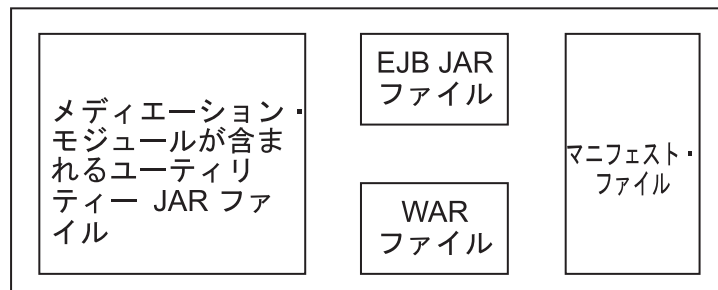 メディエーション・
モジュールが含ま
れるユーティリ
ティー JAR ファ
イル
EJB JAR
ファイル
WAR
ファイル
マニフェスト・
ファイル